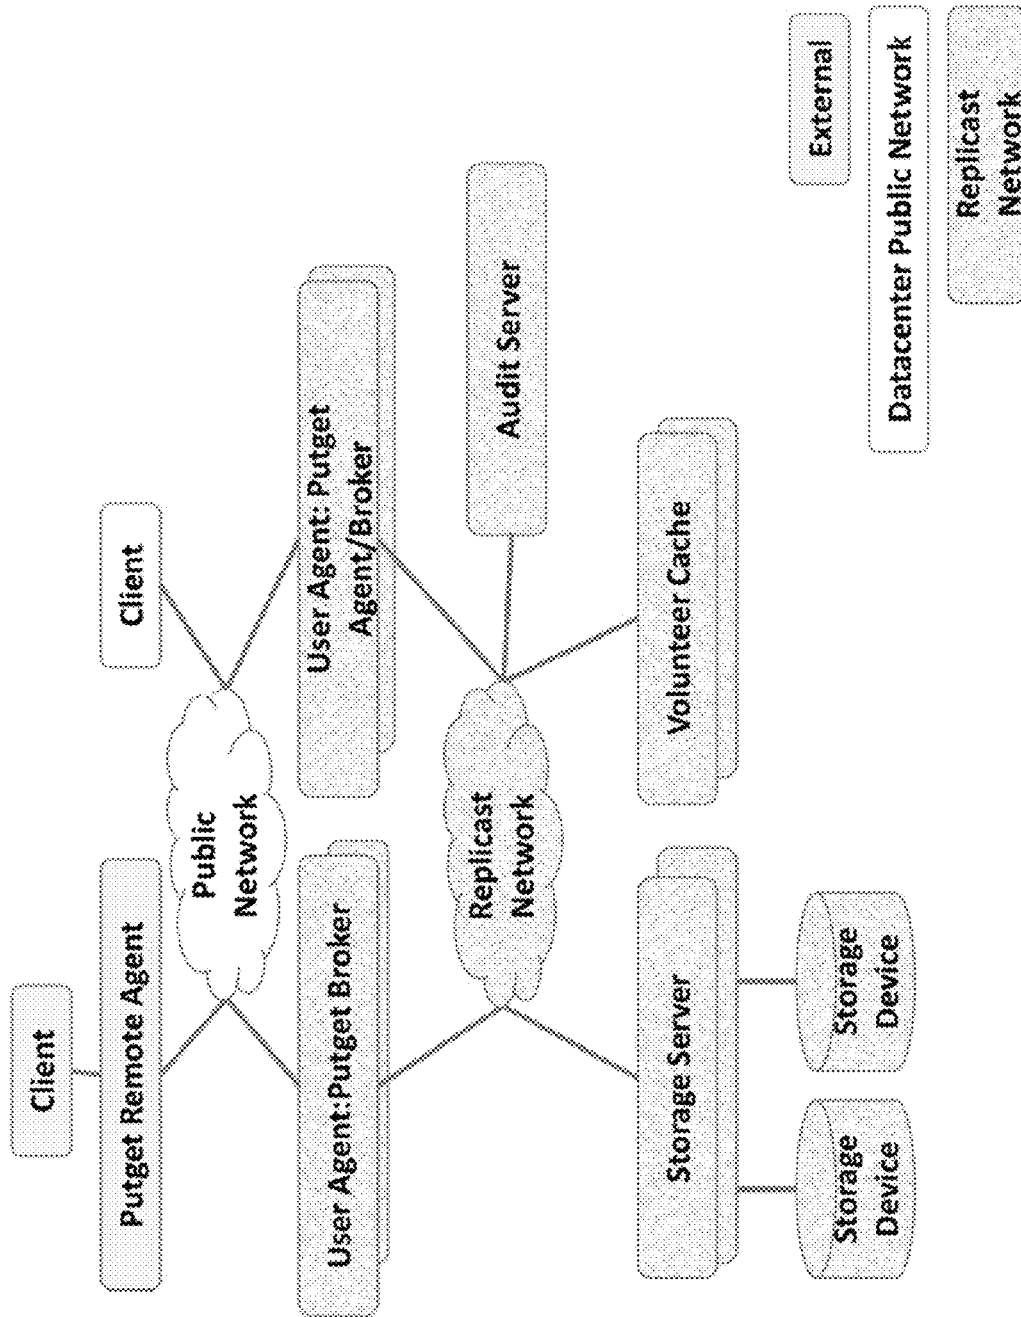 Client
Putget Remote Agent
Client
Public
Network
User Agent:Putget Broker
User Agent: Putget
Agent/Broker
Replicast
Network
Audit Server
Storage Server
Volunteer Cache
Storage
Device
Storage
Device
External
Datacenter Public Network
Replicast
Network